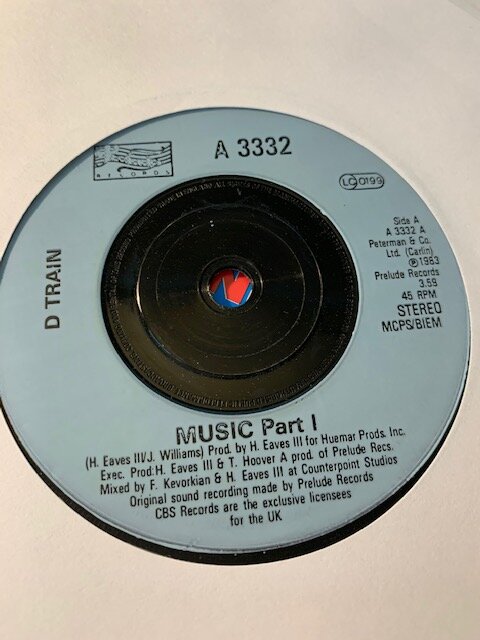 RECORDS
A 3332
LC 0199
D TRAIN
Side A
A 3332 A
Peterman & Co.
Ltd. (Carlin)
℗1983
Prelude Records
3.59
45 RPM
STEREO
MCPS/BIEM
MUSIC Part I
(H. Eaves III/J. Williams) Prod. by H. Eaves III for Huemar Prods. Inc.
Exec. Prod: H. Eaves III & T. Hoover A prod. of Prelude Recs.
Mixed by F. Kevorkian & H. Eaves III at Counterpoint Studios
Original sound recording made by Prelude Records
CBS Records are the exclusive licensees
for the UK